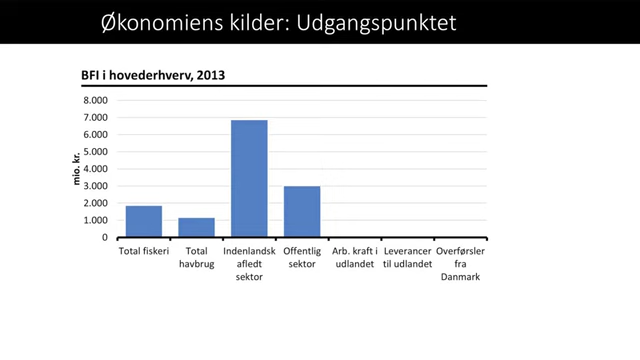 Økonomiens kilder: Udgangspunktet
BFI i hovederhverv, 2013
mio. kr.
8.000
7.000
6.000
5.000
4.000
3.000
2.000
1.000
0
Total fiskeri
Total
havbrug
Indenlandsk
afledt
sektor
Offentlig
sektor
Arb. kraft i
udlandet
Leverancer
til udlandet
Overførsler
fra
Danmark